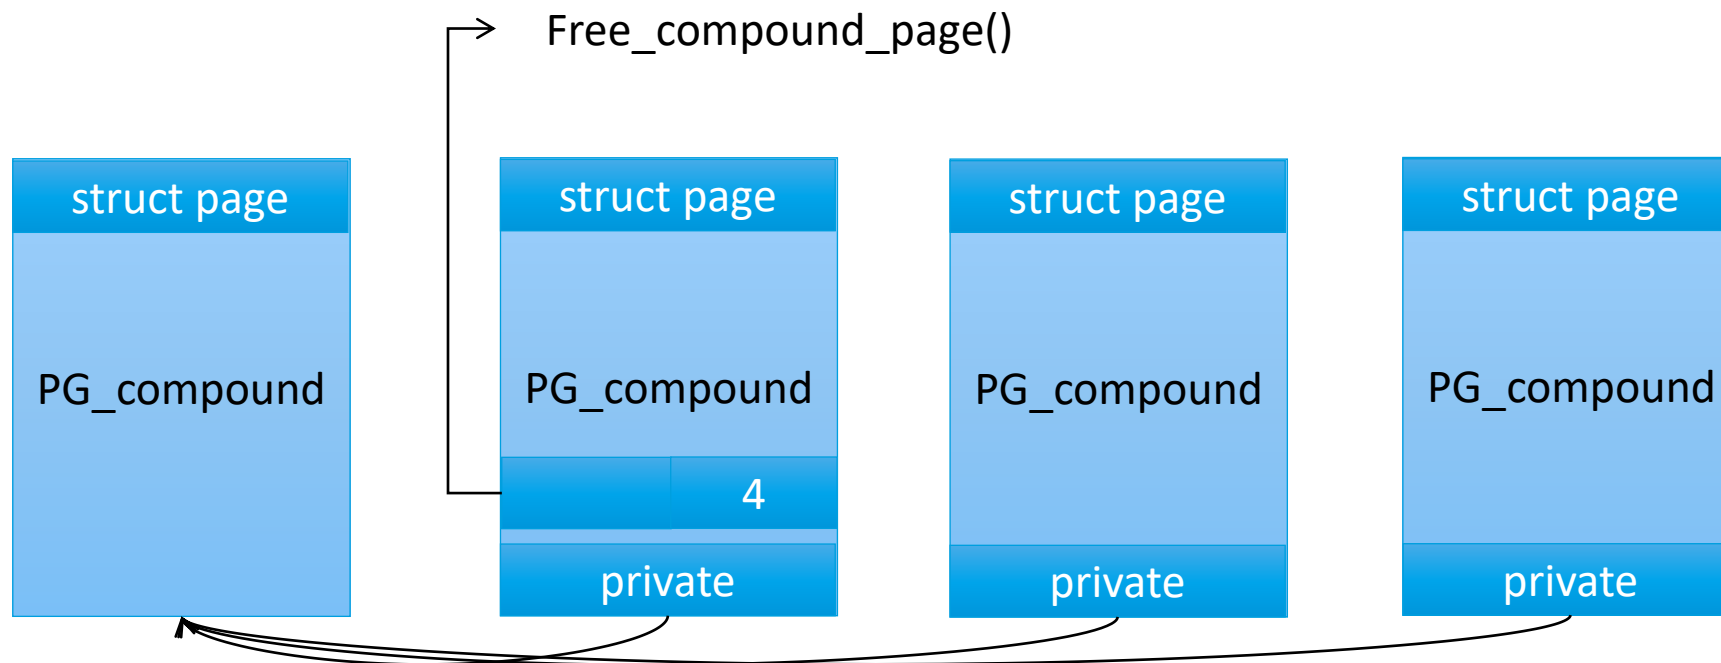 Free_compound_page()
struct page
struct page
struct page
struct page
PG_compound
PG_compound
PG_compound
PG_compound
4
private
private
private